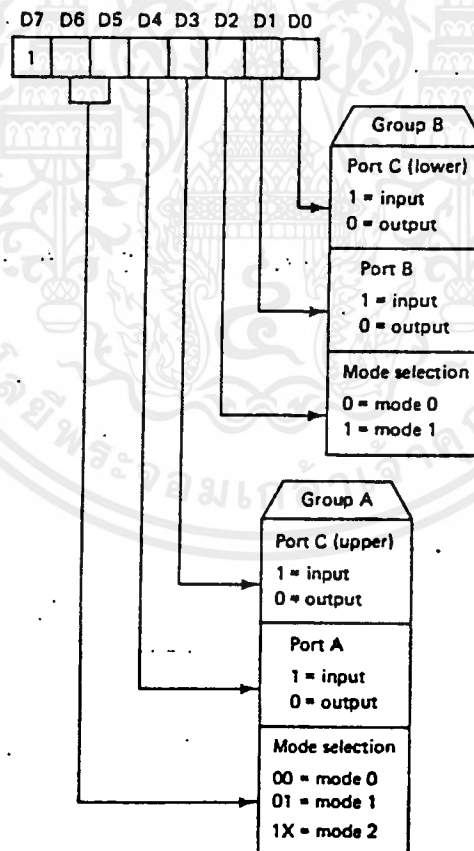 D7 D6 D5 D4 D3 D2 D1 D0
1
Group B
Port C (lower)
1 = input
0 = output
Port B
1 = input
0 = output
Mode selection
0 = mode 0
1 = mode 1
Group A
Port C (upper)
1 = input
0 = output
Port A
1 = input
0 = output
Mode selection
00 = mode 0
01 = mode 1
1X = mode 2